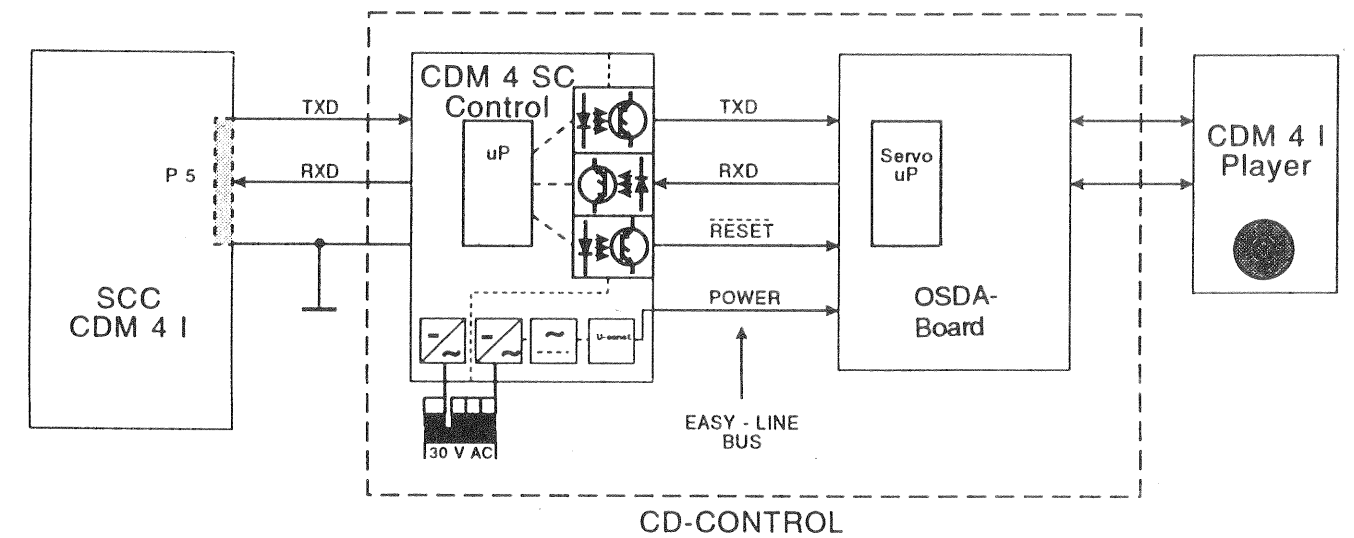 CDM 4 SC
Control
TXD
TXD
uP
CDM 4 I
Player
Servo
uP
P 5
RXD
RXD
RESET
SCC
CDM 4 I
POWER
OSDA-
Board
EASY - LINE
BUS
30 V AC
CD-CONTROL